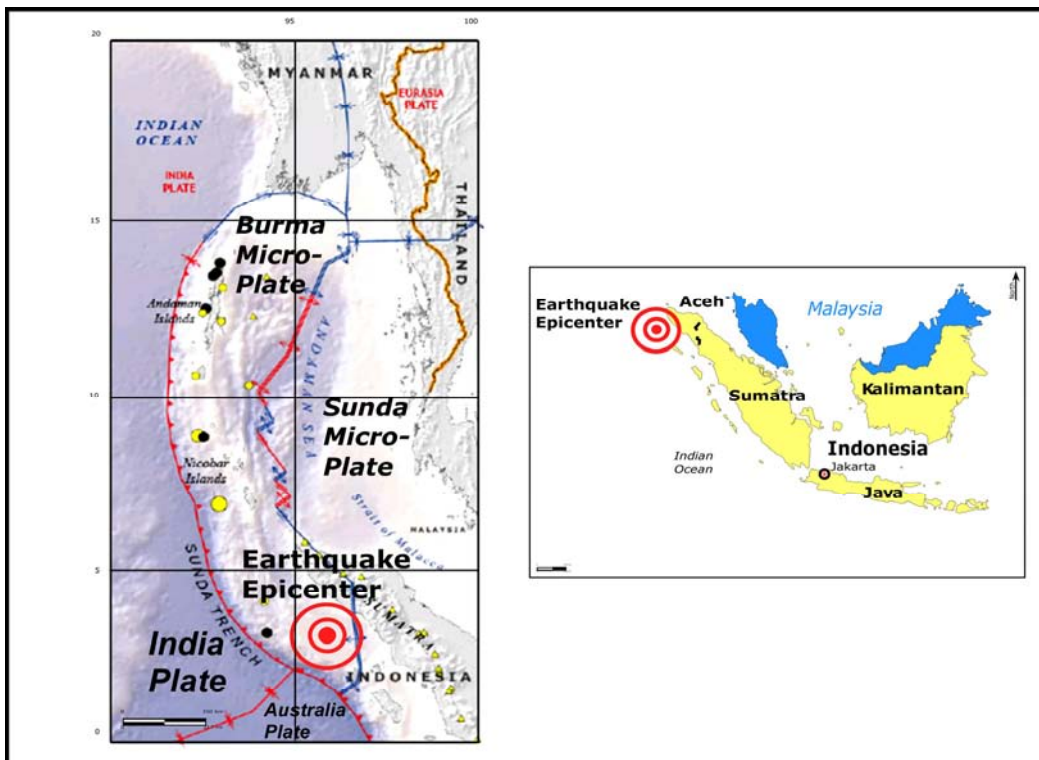 95
100
20
MYANMAR
EURASIA
PLATE
INDIAN
OCEAN
INDIA
PLATE
THAILAND
15
Burma
Micro-
Plate
Andaman
Islands
ANDAMAN SEA
10
Sunda
Micro-
Plate
Nicobar
Islands
Strait of Malacca
MALAYSIA
SUNDA TRENCH
5
Earthquake
Epicenter
SUMATRA
India
Plate
INDONESIA
Australia
Plate
0
North
Earthquake
Epicenter
Aceh
Malaysia
Sumatra
Kalimantan
Indian
Ocean
Indonesia
Jakarta
Java